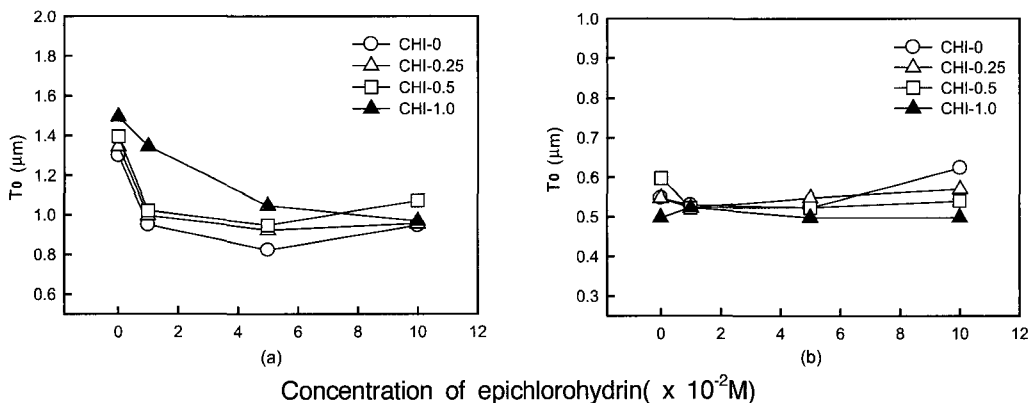 2.0
1.8
1.6
1.4
1.2
1.0
0.8
0.6
To (μm)
CHI-0
CHI-0.25
CHI-0.5
CHI-1.0
0 2 4 6 8 10 12
(a)
1.0
0.9
0.8
0.7
0.6
0.5
0.4
0.3
To (μm)
CHI-0
CHI-0.25
CHI-0.5
CHI-1.0
0 2 4 6 8 10 12
(b)
Concentration of epichlorohydrin( x 10⁻²M)